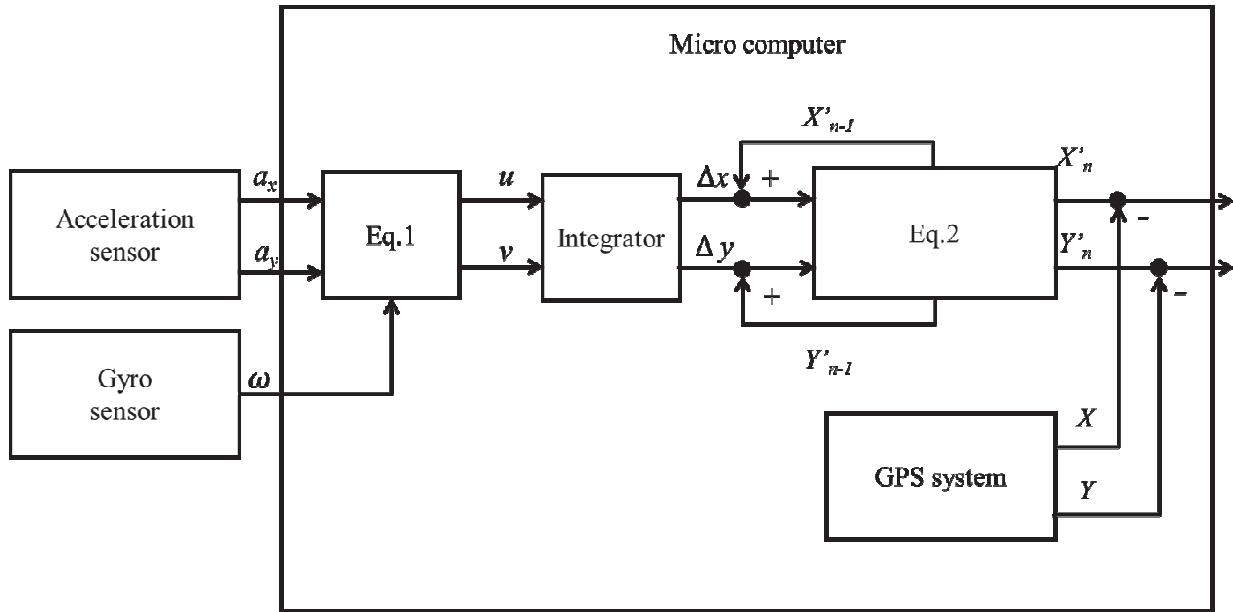 Micro computer
X'n-1
X'n
ax
u
Δx
+
Acceleration
sensor
Eq.1
Integrator
Eq.2
ay
v
Δy
Y'n
-
+
-
Gyro
sensor
ω
Y'n-1
X
GPS system
Y